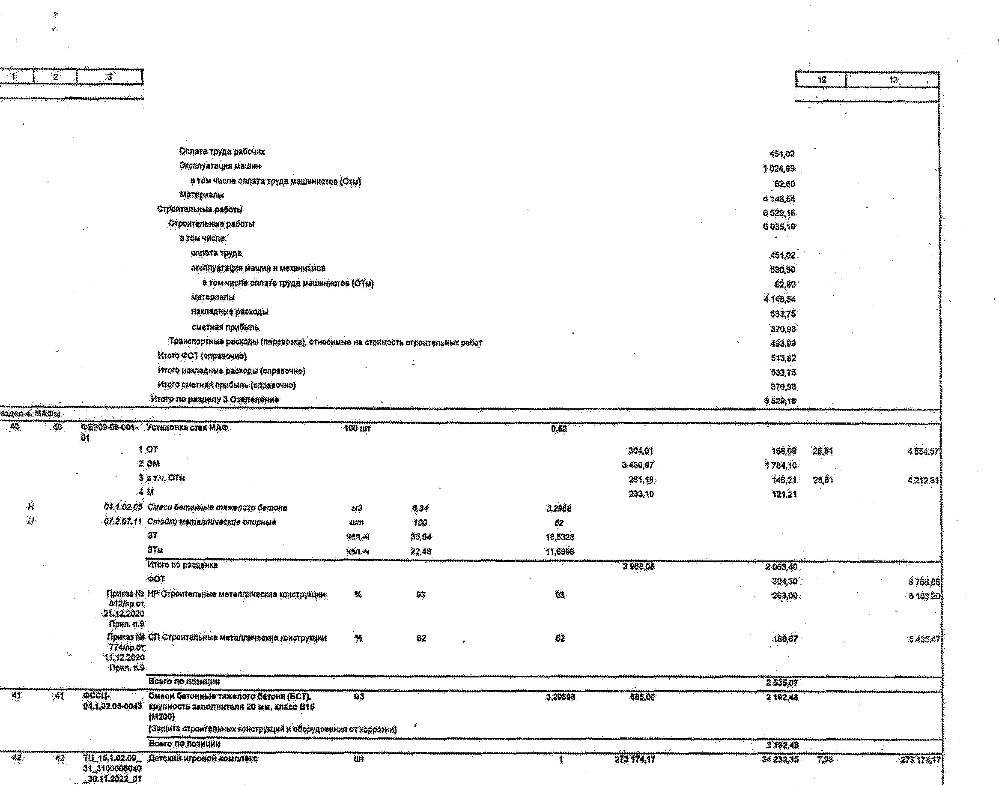 1 2 3 12 13
Оплата труда рабочих 451,02
Эксплуатация машин 1 024,89
в том числе оплата труда машинистов (Отм) 62,80
Материалы 4 148,54
Строительные работы 6 529,18
Строительные работы 6 035,19
в том числе:
оплата труда 451,02
эксплуатация машин и механизмов 530,90
в том числе оплата труда машинистов (ОТм) 62,80
материалы 4 148,54
накладные расходы 533,75
сметная прибыль 370,98
Транспортные расходы (перевозка), относимые на стоимость строительных работ 493,99
Итого ФОТ (справочно) 513,82
Итого накладные расходы (справочно) 533,75
Итого сметная прибыль (справочно) 370,98
Итого по разделу 3 Озеленение 6 529,18
аздел 4. МАФы
40 40 ФЕР09-08-001- Установка стек МАФ 100 шт 0,52
01
1 ОТ 304,01 158,09 28,81 4 554,57
2 ЭМ 3 430,97 1 784,10
3 в т.ч. ОТм 281,18 146,21 28,81 4 212,31
4 М 233,10 121,21
Н 04.1.02.05 Смеси бетонные тяжелого бетона м3 6,34 3,2968
Н 07.2.07.11 Стойки металлические опорные шт 100 52
ЗТ чел.-ч 35,64 18,5328
ЗТм чел.-ч 22,48 11,6896
Итого по расценке 3 968,08 2 063,40
ФОТ 304,30 8 766,88
Приказ № НР Строительные металлические конструкции % 93 93 283,00 8 153,20
812/пр от
21.12.2020
Прил. п.9
Приказ № СП Строительные металлические конструкции % 62 62 188,67 5 435,47
774/пр от
11.12.2020
Прил. п.9
Всего по позиции 2 535,07
41 41 ФССЦ- Смеси бетонные тяжелого бетона (БСТ), м3 3,29698 665,00 2 192,48
04.1.02.05-0043 крупность заполнителя 20 мм, класс В15
(М200)
(Защита строительных конструкций и оборудования от коррозии)
Всего по позиции 2 192,48
42 42 ТЦ_15.1.02.09_ Детский игровой комплекс шт 1 273 174,17 34 232,35 7,98 273 174,17
31_3100006040
_30.11.2022_01